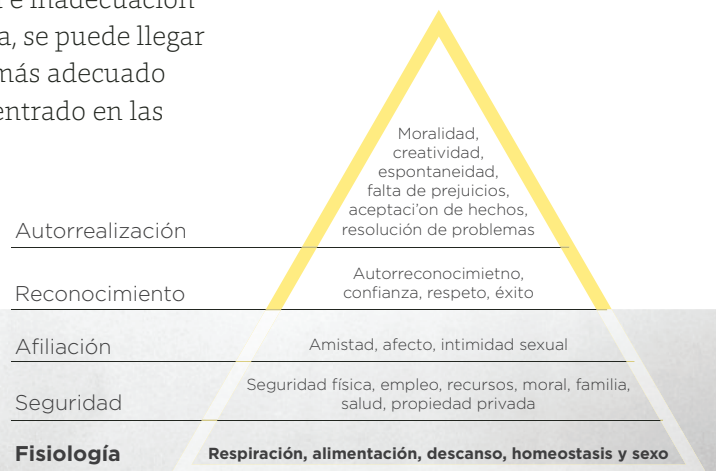 e inadecuación
a, se puede llegar
más adecuado
entrado en las
Moralidad,
creatividad,
espontaneidad,
falta de prejuicios,
aceptaci'on de hechos,
resolución de problemas
Autorrealización
Autorreconocimietno,
confianza, respeto, éxito
Reconocimiento
Afiliación
Amistad, afecto, intimidad sexual
Seguridad física, empleo, recursos, moral, familia,
salud, propiedad privada
Seguridad
Fisiología
Respiración, alimentación, descanso, homeostasis y sexo